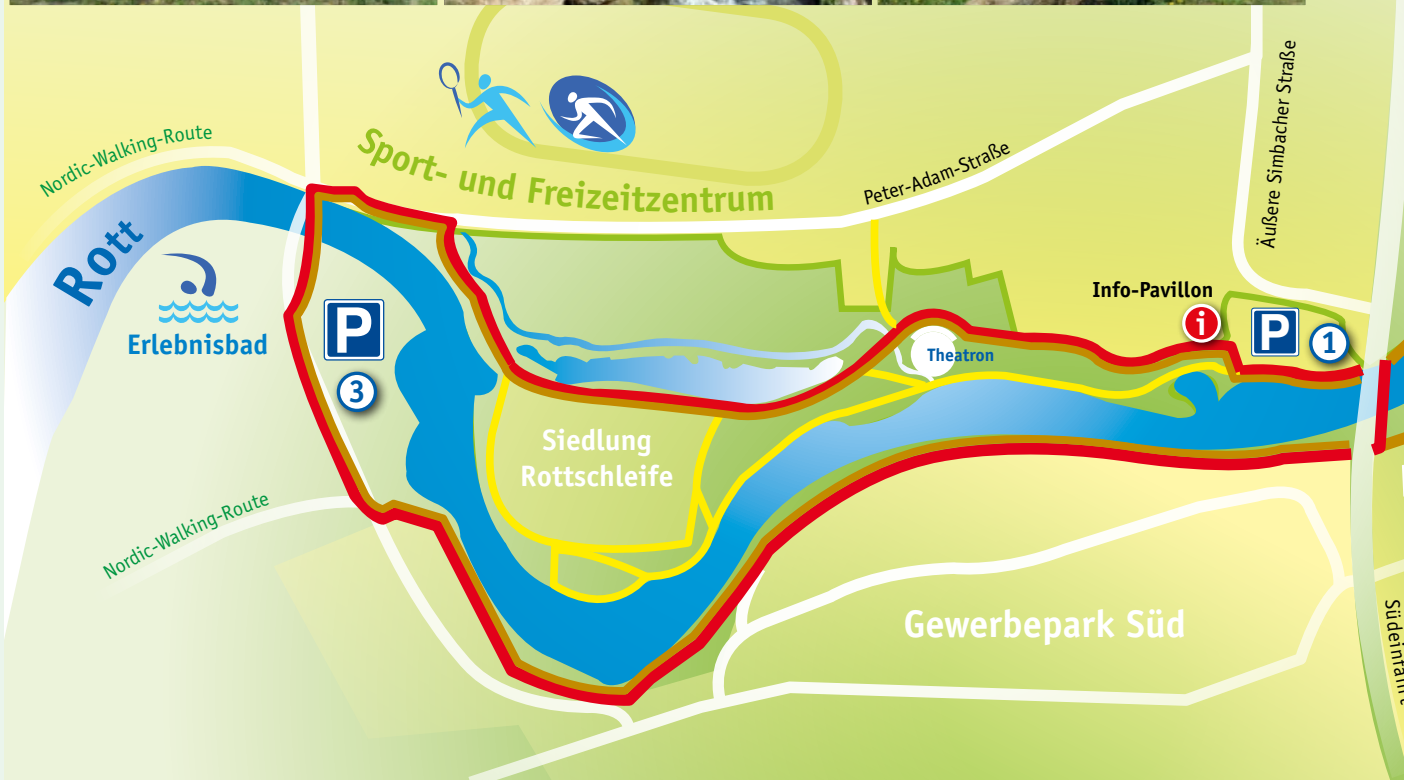 Nordic-Walking-Route
Sport- und Freizeitzentrum
Peter-Adam-Straße
Äußere Simbacher Straße
Rott
Info-Pavillon
i
P
1
Erlebnisbad
P
3
Theatron
Siedlung
Rottschleife
Nordic-Walking-Route
Gewerbepark Süd
Südeinfahrt